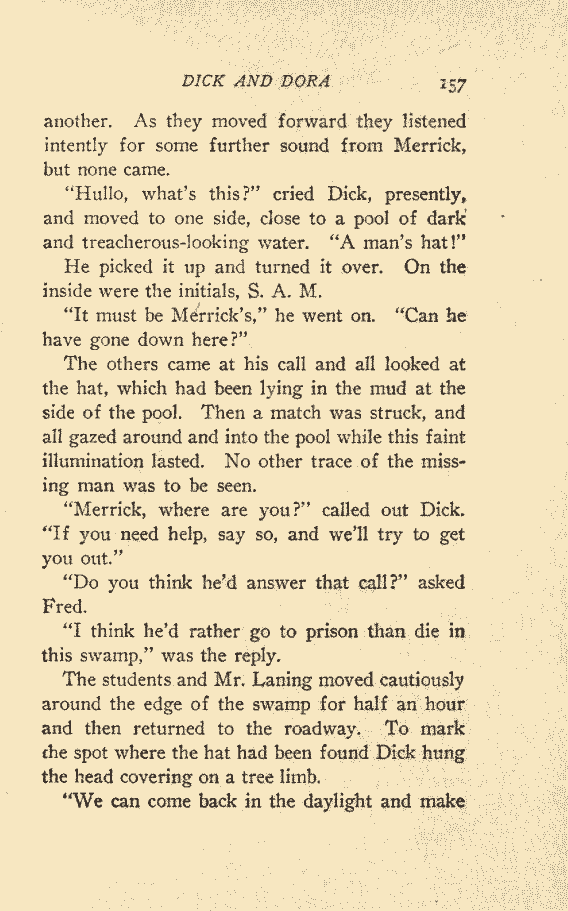 DICK AND DORA 157
another. As they moved forward they listened
intently for some further sound from Merrick,
but none came.
"Hullo, what's this?" cried Dick, presently,
and moved to one side, close to a pool of dark
and treacherous-looking water. "A man's hat!"
He picked it up and turned it over. On the
inside were the initials, S. A. M.
"It must be Merrick's," he went on. "Can he
have gone down here?"
The others came at his call and all looked at
the hat, which had been lying in the mud at the
side of the pool. Then a match was struck, and
all gazed around and into the pool while this faint
illumination lasted. No other trace of the miss-
ing man was to be seen.
"Merrick, where are you?" called out Dick.
"If you need help, say so, and we'll try to get
you out."
"Do you think he'd answer that call?" asked
Fred.
"I think he'd rather go to prison than die in
this swamp," was the reply.
The students and Mr. Laning moved cautiously
around the edge of the swamp for half an hour
and then returned to the roadway. To mark
the spot where the hat had been found Dick hung
the head covering on a tree limb.
"We can come back in the daylight and make